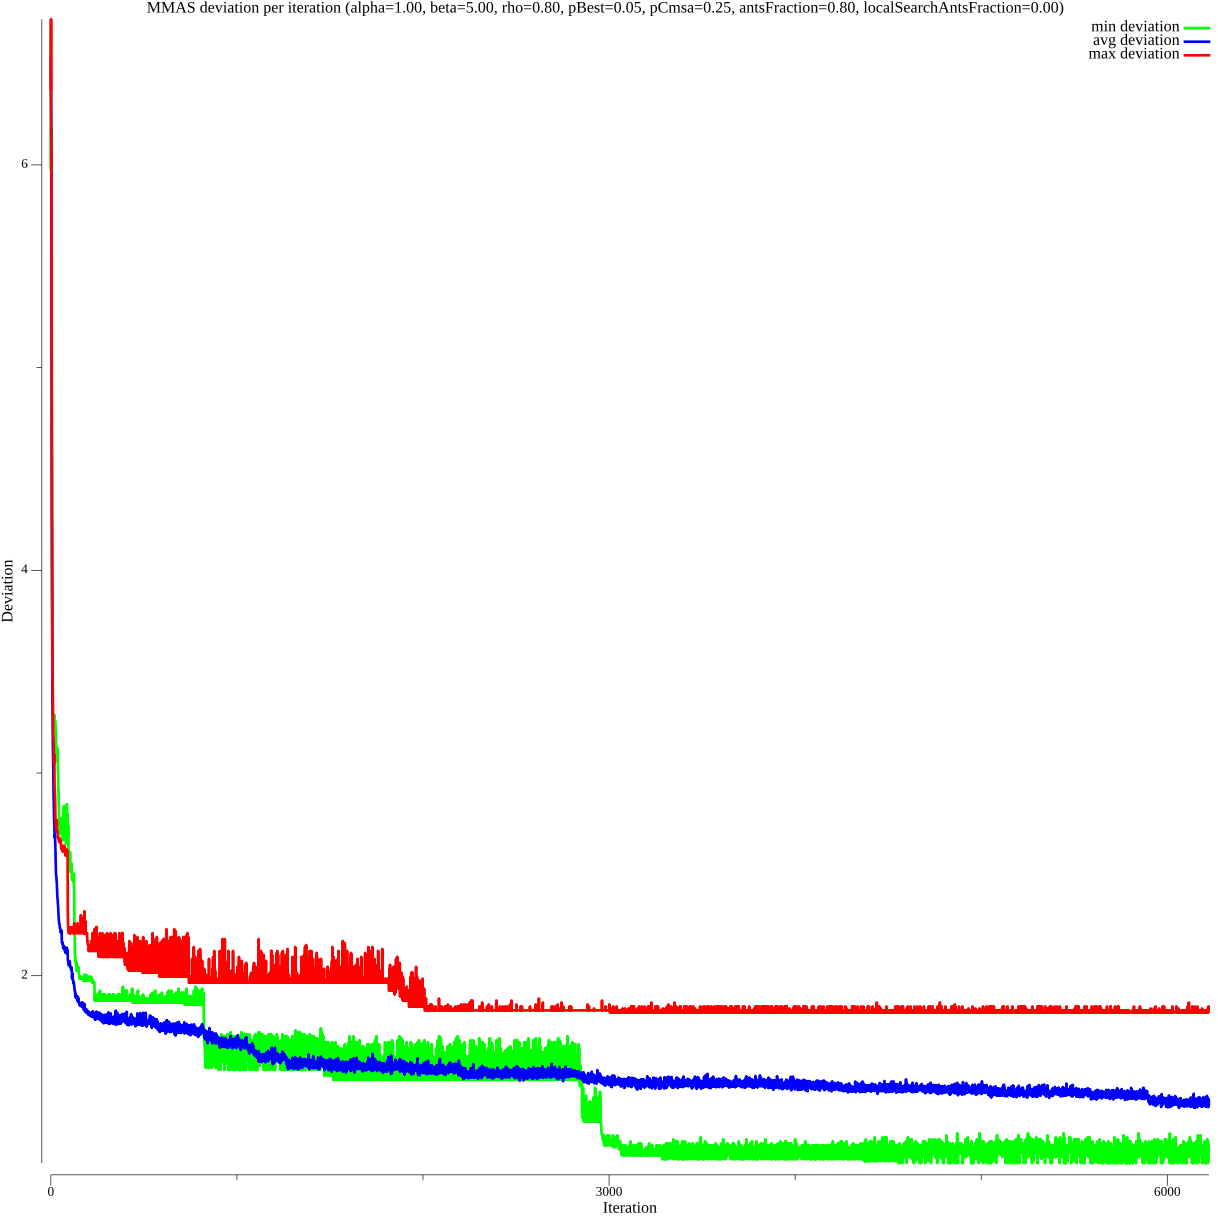 MMAS deviation per iteration (alpha=1.00, beta=5.00, rho=0.80, pBest=0.05, pCmsa=0.25, antsFraction=0.80, localSearchAntsFraction=0.00)
min deviation
avg deviation
max deviation
6
4
2
Deviation
0
3000
6000
Iteration